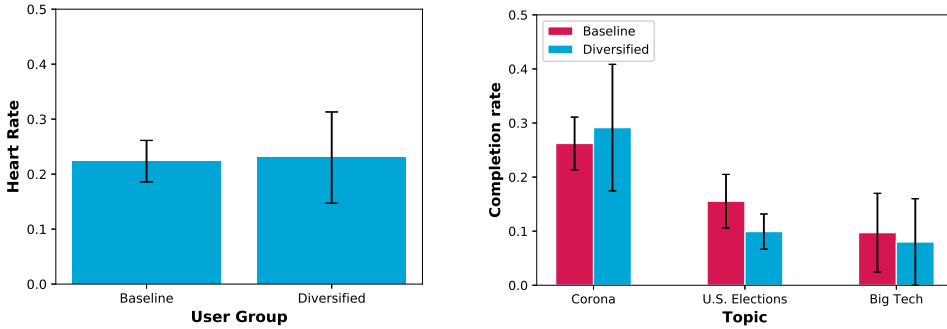 0.5
0.4
0.3
0.2
0.1
0.0
Heart Rate
Baseline
Diversified
User Group
0.5
0.4
0.3
0.2
0.1
0.0
Completion rate
Baseline
Diversified
Corona
U.S. Elections
Big Tech
Topic